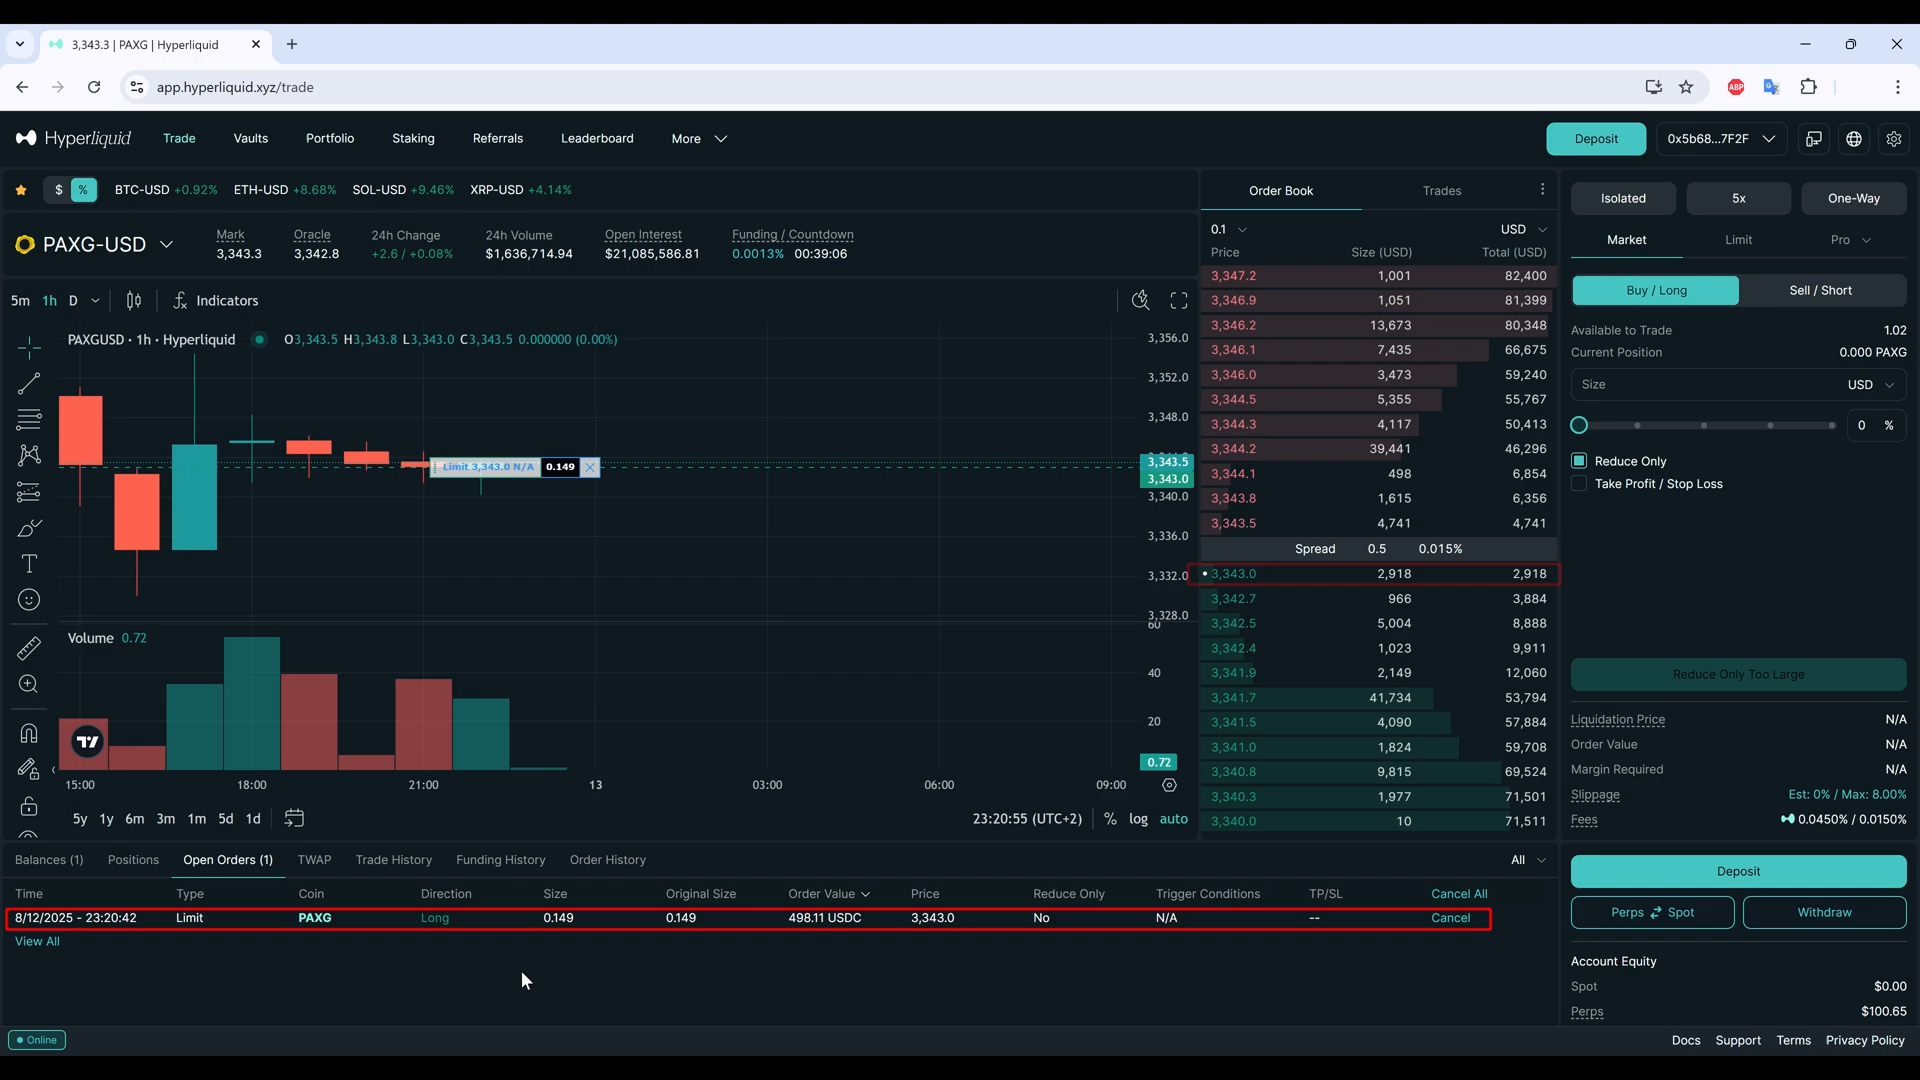 3,343.3 | PAXG | Hyperliquid
app.hyperliquid.xyz/trade
ABP
Hyperliquid Trade Vaults Portfolio Staking Referrals Leaderboard More Deposit 0x5b68...7F2F
$ % BTC-USD +0.92% ETH-USD +8.68% SOL-USD +9.46% XRP-USD +4.14%
PAXG-USD
Mark Oracle 24h Change 24h Volume Open Interest Funding / Countdown
3,343.3 3,342.8 +2.6 / +0.08% $1,636,714.94 $21,085,586.81 0.0013% 00:39:06
5m 1h D Indicators
PAXGUSD · 1h · Hyperliquid O3,343.5 H3,343.8 L3,343.0 C3,343.5 0.000000 (0.00%)
3,356.0
3,352.0
3,348.0
Limit 3,343.0 N/A 0.149
3,343.5
3,343.0
3,340.0
3,336.0
3,332.0
3,328.0
Volume 0.72
60
40
20
0.72
15:00 18:00 21:00 13 03:00 06:00 09:00
5y 1y 6m 3m 1m 5d 1d 23:20:55 (UTC+2) % log auto
Order Book Trades
0.1 USD
Price Size (USD) Total (USD)
3,347.2 1,001 82,400
3,346.9 1,051 81,399
3,346.2 13,673 80,348
3,346.1 7,435 66,675
3,346.0 3,473 59,240
3,344.5 5,355 55,767
3,344.3 4,117 50,413
3,344.2 39,441 46,296
3,344.1 498 6,854
3,343.8 1,615 6,356
3,343.5 4,741 4,741
Spread 0.5 0.015%
3,343.0 2,918 2,918
3,342.7 966 3,884
3,342.5 5,004 8,888
3,342.4 1,023 9,911
3,341.9 2,149 12,060
3,341.7 41,734 53,794
3,341.5 4,090 57,884
3,341.0 1,824 59,708
3,340.8 9,815 69,524
3,340.3 1,977 71,501
3,340.0 10 71,511
Isolated 5x One-Way
Market Limit Pro
Buy / Long Sell / Short
Available to Trade 1.02
Current Position 0.000 PAXG
Size USD
0 %
Reduce Only
Take Profit / Stop Loss
Reduce Only Too Large
Liquidation Price N/A
Order Value N/A
Margin Required N/A
Slippage Est: 0% / Max: 8.00%
Fees 0.0450% / 0.0150%
Balances (1) Positions Open Orders (1) TWAP Trade History Funding History Order History All
Time Type Coin Direction Size Original Size Order Value Price Reduce Only Trigger Conditions TP/SL Cancel All
8/12/2025 - 23:20:42 Limit PAXG Long 0.149 0.149 498.11 USDC 3,343.0 No N/A -- Cancel
View All
Deposit
Perps Spot Withdraw
Account Equity
Spot $0.00
Perps $100.65
Online
Docs Support Terms Privacy Policy